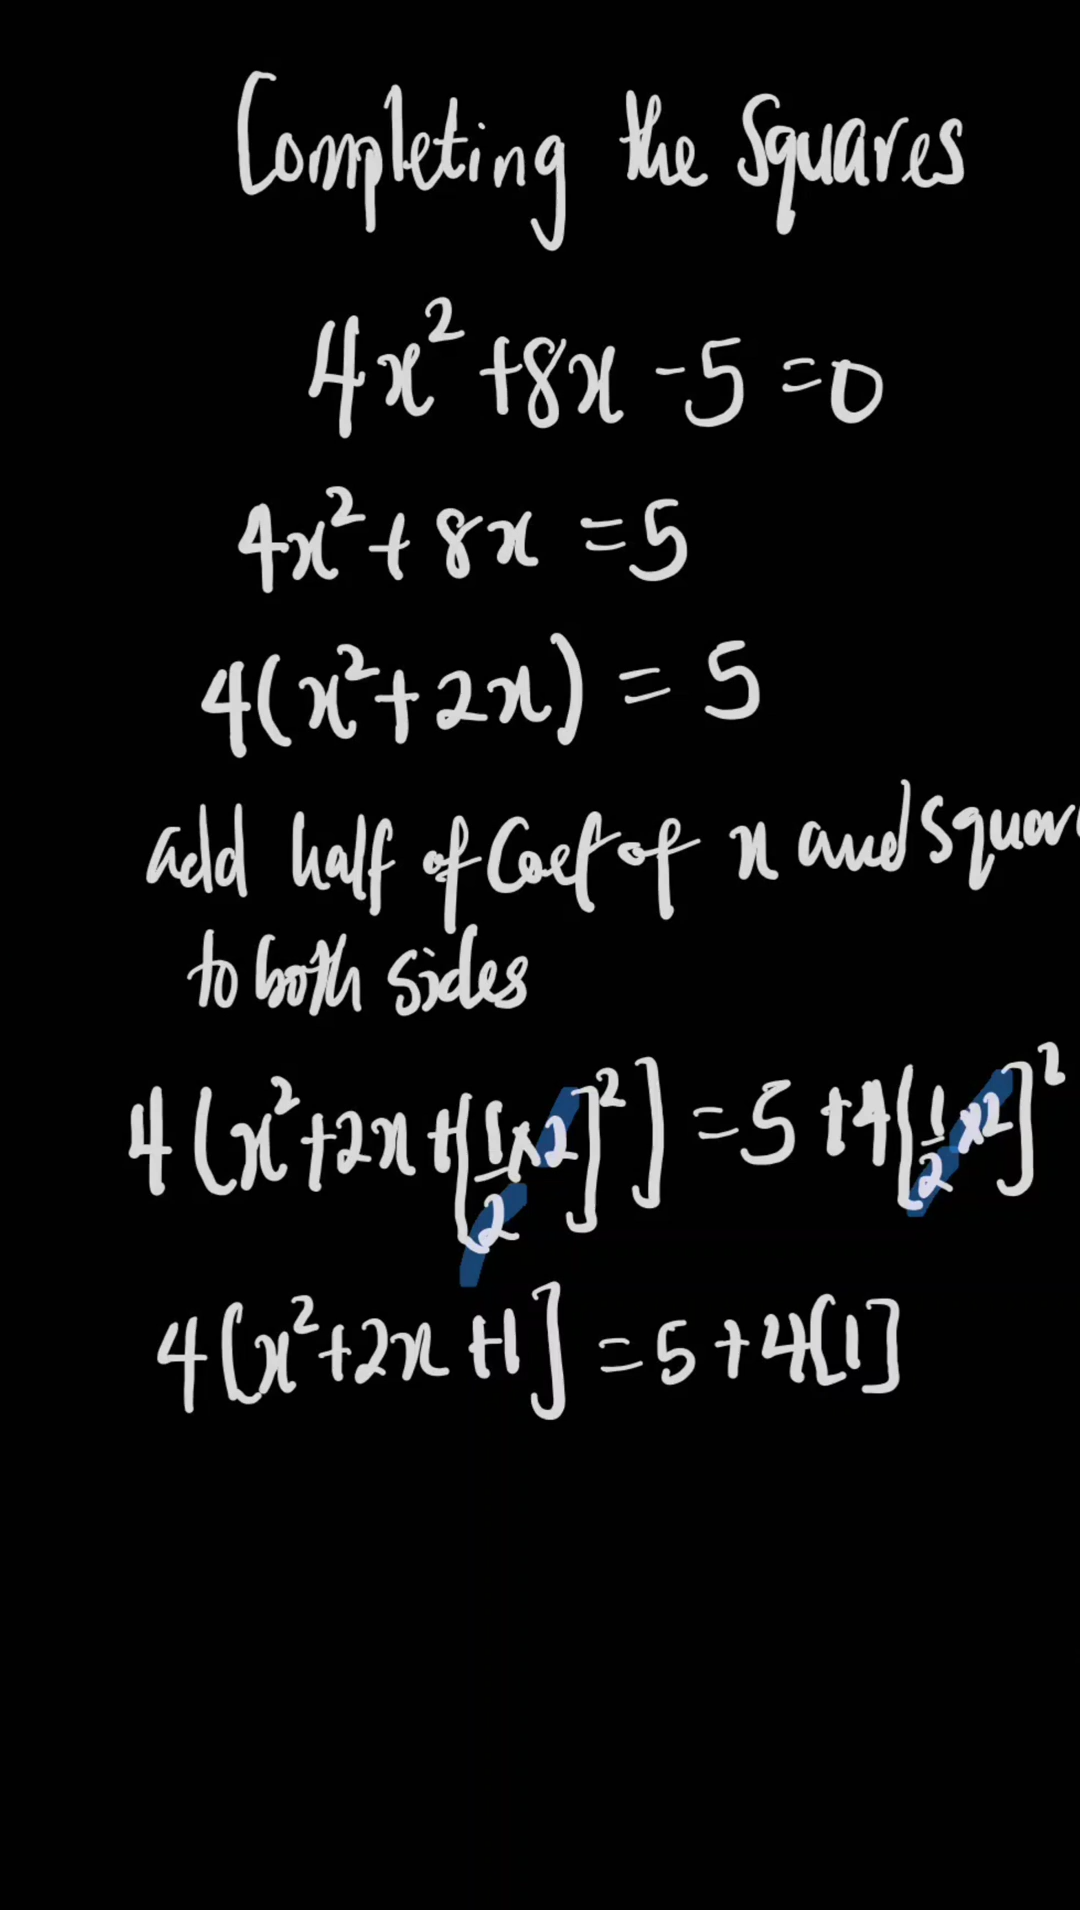 Completing the Squares
4x² +8x -5 =0
4x² + 8x =5
4(x²+2x) = 5
add half of Coef of x and squar
to both sides
4(x²+2x+[1/2×2]²] =5 +4[1/2×2]²
4[x²+2x +1] =5+4[1]